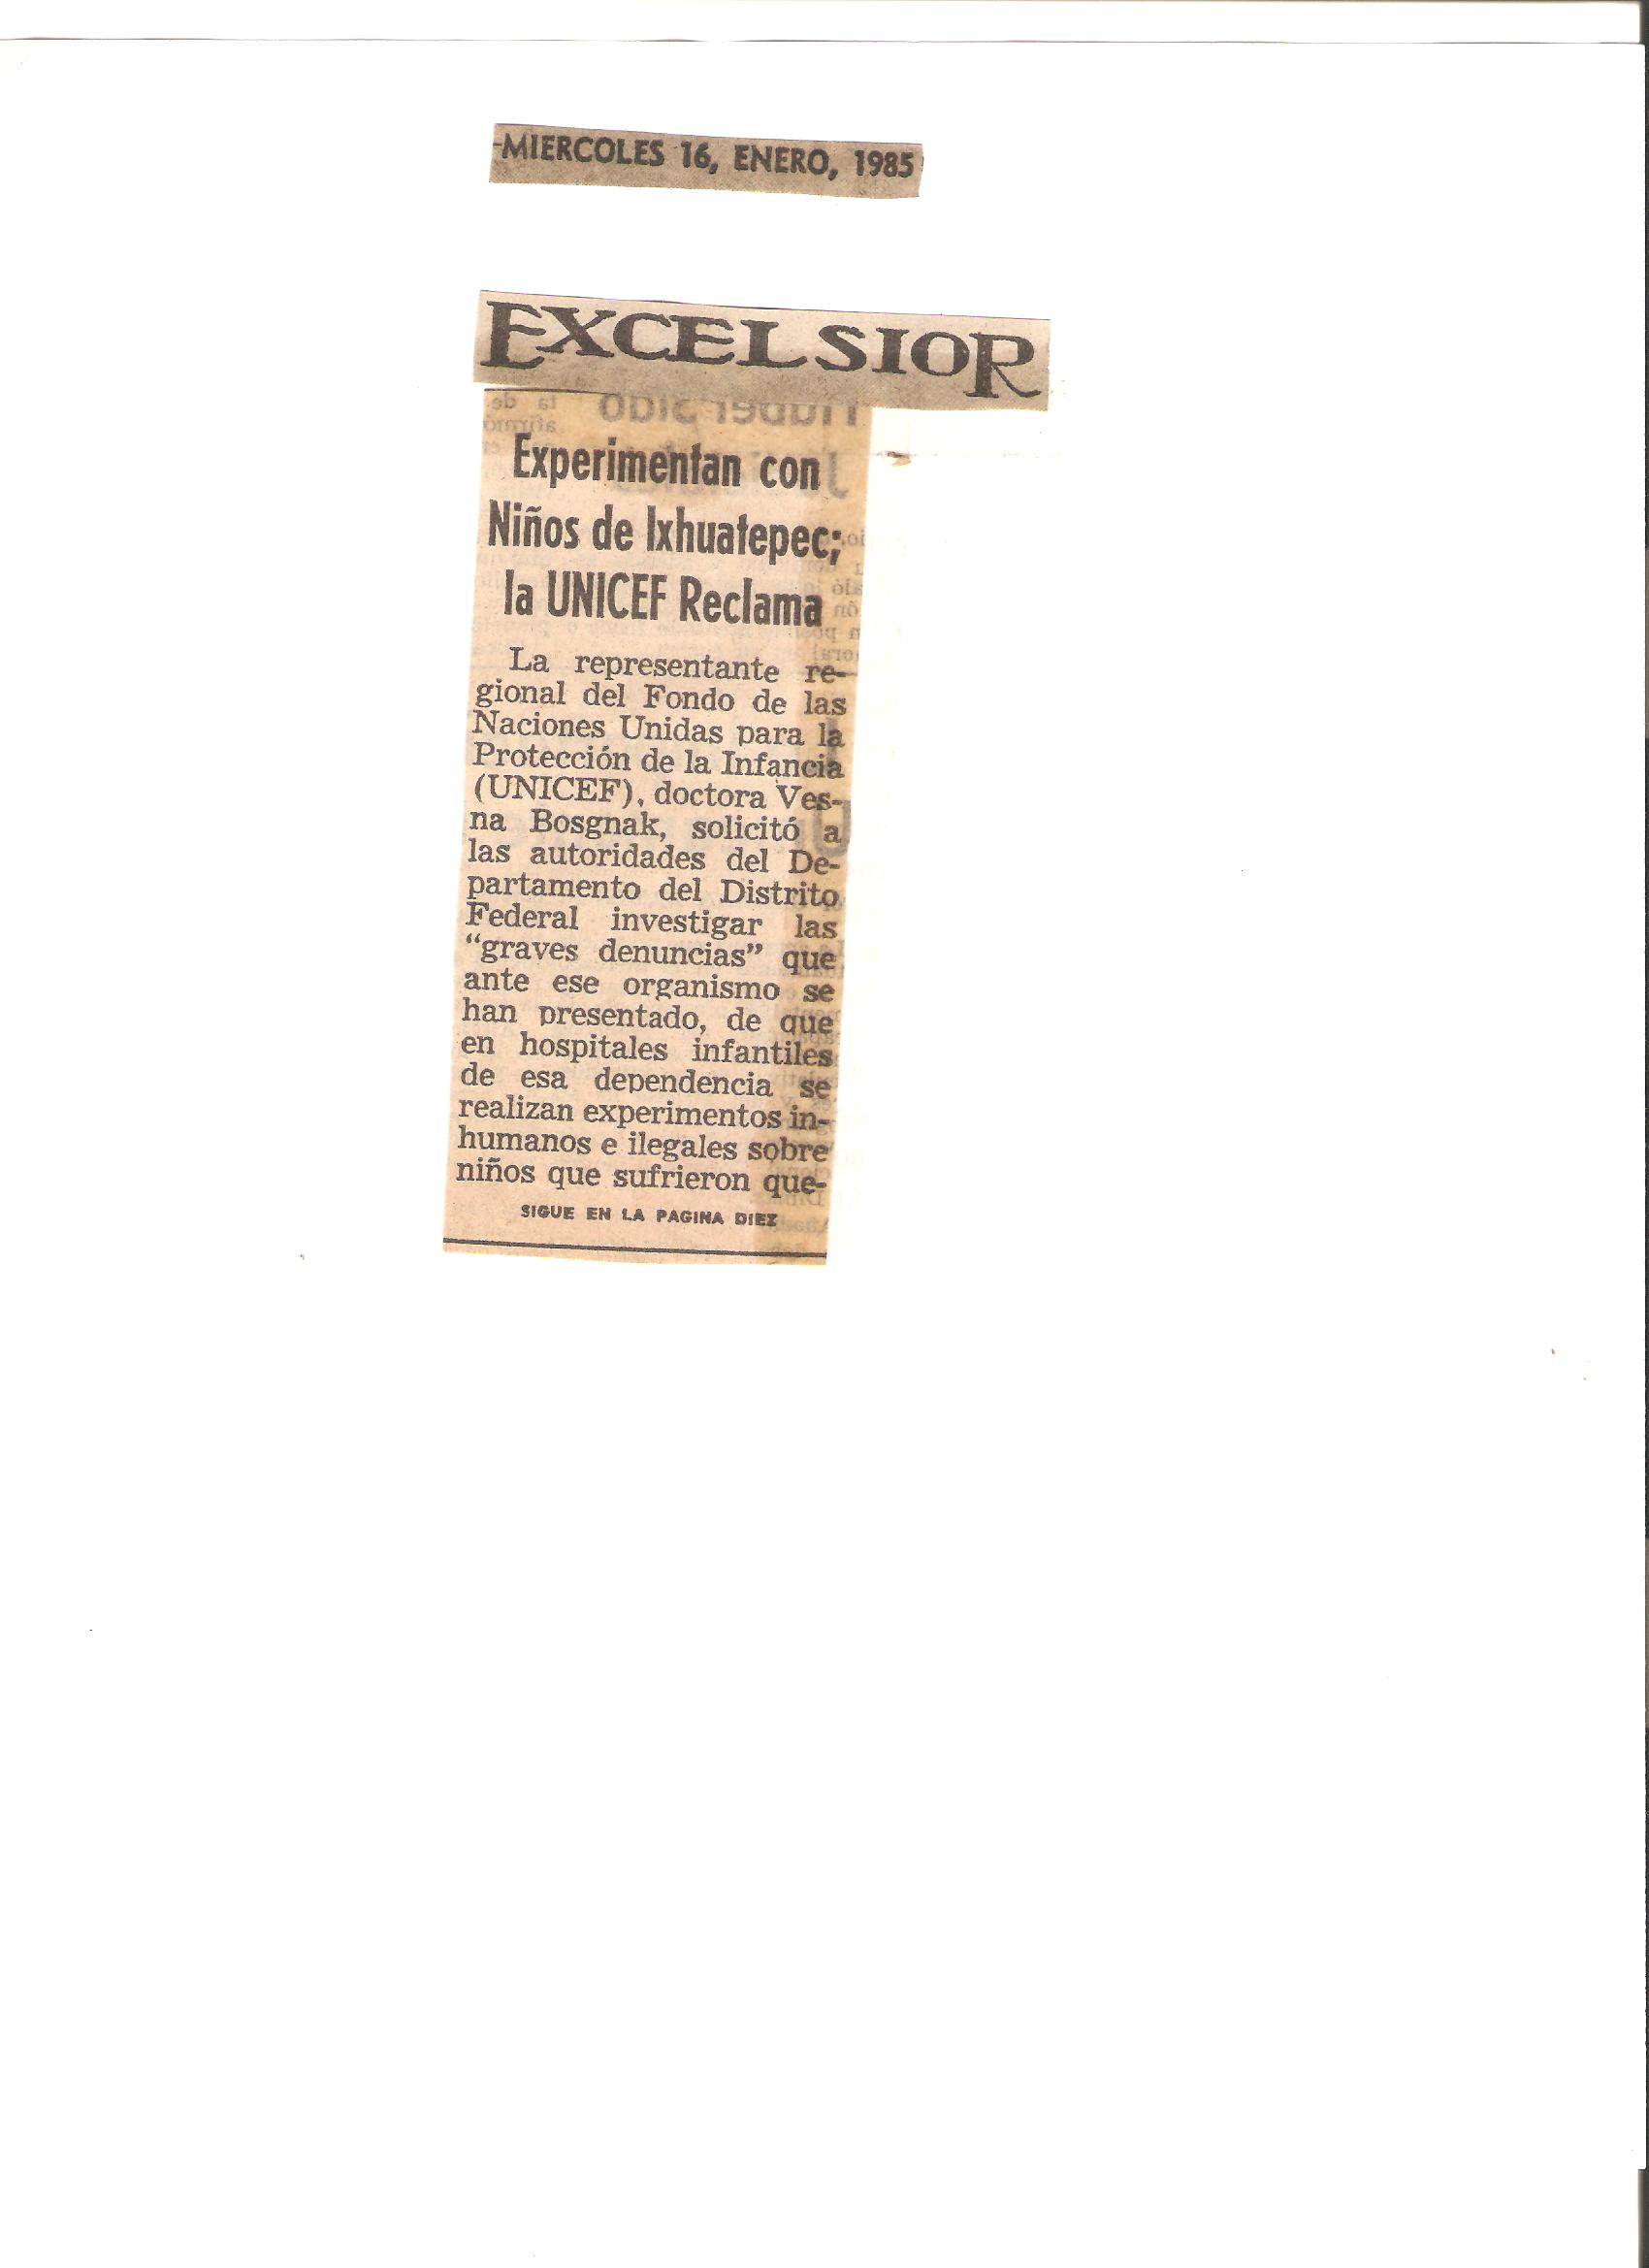 -MIERCOLES 16, ENERO, 1985
EXCELSIOR
Experimentan con
Niños de Ixhuatepec;
la UNICEF Reclama
La representante re-
gional del Fondo de las
Naciones Unidas para la
Protección de la Infancia
(UNICEF), doctora Ves-
na Bosgnak, solicitó a
las autoridades del De-
partamento del Distrito
Federal investigar las
“graves denuncias” que
ante ese organismo se
han presentado, de que
en hospitales infantiles
de esa dependencia se
realizan experimentos in-
humanos e ilegales sobre
niños que sufrieron que-
SIGUE EN LA PAGINA DIEZ